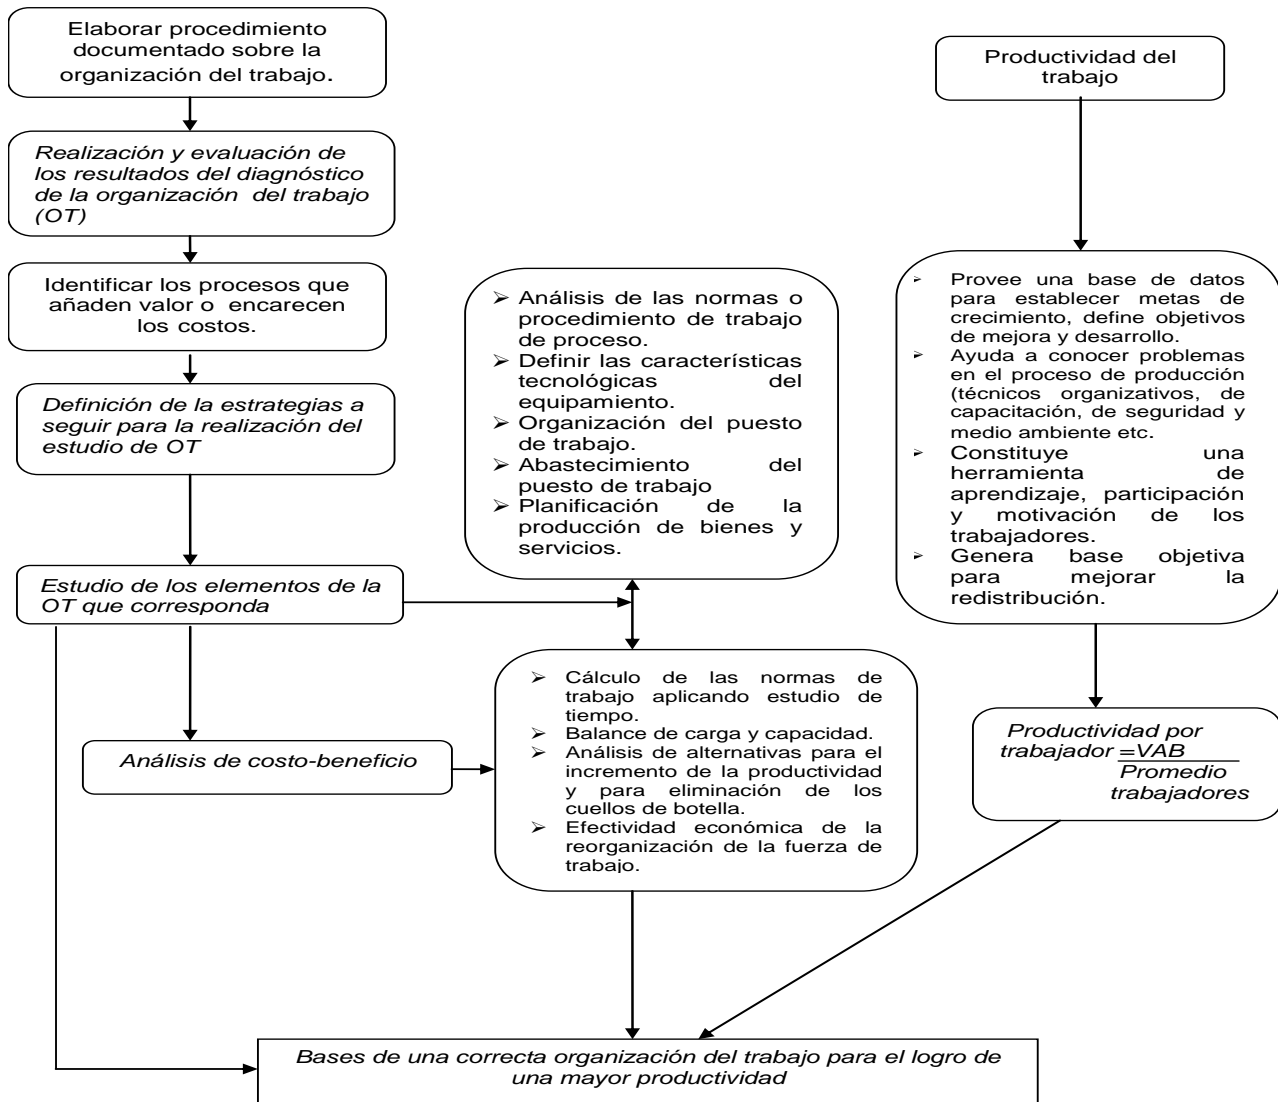 Elaborar procedimiento
documentado sobre la
organización del trabajo.
Realización y evaluación de
los resultados del diagnóstico
de la organización del trabajo
(OT)
Identificar los procesos que
añaden valor o encarecen
los costos.
Definición de la estrategias a
seguir para la realización del
estudio de OT
Estudio de los elementos de la
OT que corresponda
Análisis de costo-beneficio
➢ Análisis de las normas o
procedimiento de trabajo
de proceso.
➢ Definir las características
tecnológicas del
equipamiento.
➢ Organización del puesto
de trabajo.
➢ Abastecimiento del
puesto de trabajo
➢ Planificación de la
producción de bienes y
servicios.
➢ Cálculo de las normas de
trabajo aplicando estudio de
tiempo.
➢ Balance de carga y capacidad.
➢ Análisis de alternativas para el
incremento de la productividad
y para eliminación de los
cuellos de botella.
➢ Efectividad económica de la
reorganización de la fuerza de
trabajo.
Productividad del
trabajo
➢ Provee una base de datos
para establecer metas de
crecimiento, define objetivos
de mejora y desarrollo.
➢ Ayuda a conocer problemas
en el proceso de producción
(técnicos organizativos, de
capacitación, de seguridad y
medio ambiente etc.
➢ Constituye una
herramienta de
aprendizaje, participación
y motivación de los
trabajadores.
➢ Genera base objetiva
para mejorar la
redistribución.
Productividad por
trabajador =VAB
Promedio
trabajadores
Bases de una correcta organización del trabajo para el logro de
una mayor productividad